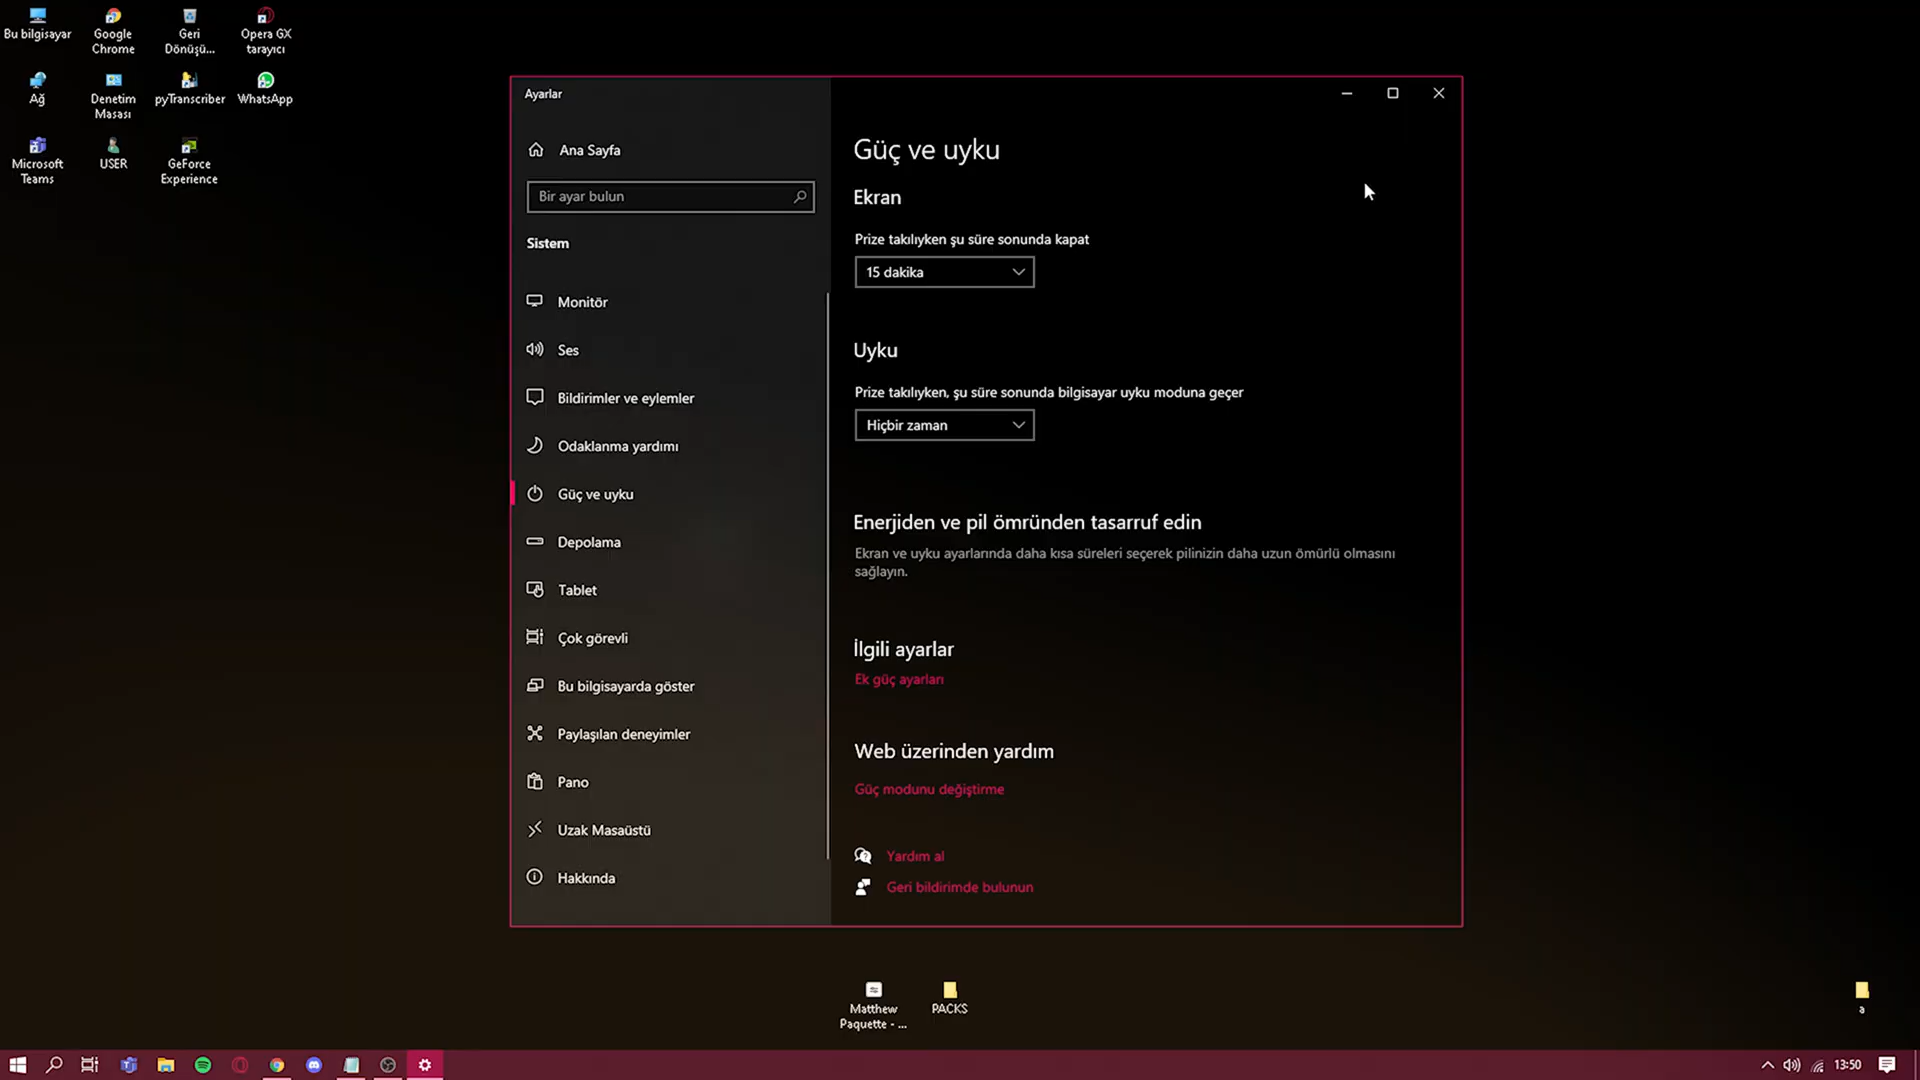 Bu bilgisayar
Google
Chrome
Geri
Dönüşü...
Opera GX
tarayıcı
Ağ
Denetim
Masası
pyTranscriber
WhatsApp
Microsoft
Teams
USER
GeForce
Experience
Ayarlar
Ana Sayfa
Bir ayar bulun
Sistem
Monitör
Ses
Bildirimler ve eylemler
Odaklanma yardımı
Güç ve uyku
Depolama
Tablet
Çok görevli
Bu bilgisayarda göster
Paylaşılan deneyimler
Pano
Uzak Masaüstü
Hakkında
Güç ve uyku
Ekran
Prize takılıyken şu süre sonunda kapat
15 dakika
Uyku
Prize takılıyken, şu süre sonunda bilgisayar uyku moduna geçer
Hiçbir zaman
Enerjiden ve pil ömründen tasarruf edin
Ekran ve uyku ayarlarında daha kısa süreleri seçerek pilinizin daha uzun ömürlü olmasını
sağlayın.
İlgili ayarlar
Ek güç ayarları
Web üzerinden yardım
Güç modunu değiştirme
Yardım al
Geri bildirimde bulunun
Matthew
Paquette - ...
PACKS
a
13:50